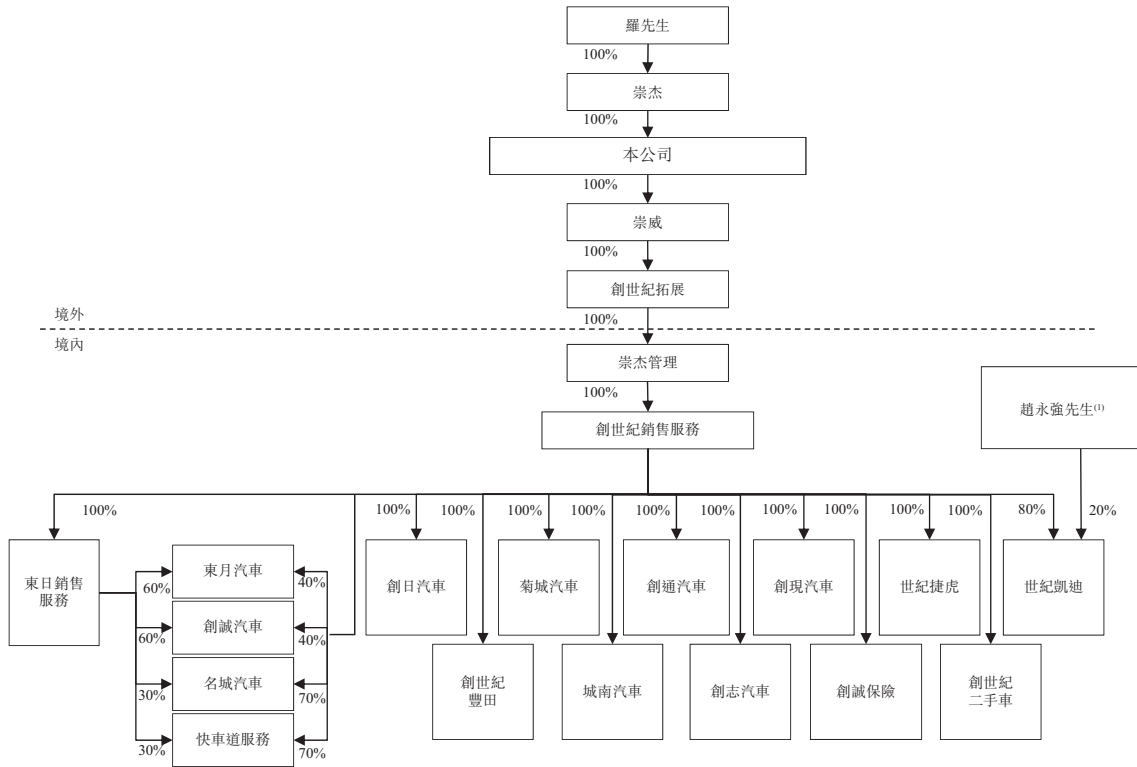 羅先生
100%
崇杰
100%
本公司
100%
崇威
100%
創世紀拓展
境外
100%
境內
崇杰管理
100%
趙永強先生(1)
創世紀銷售服務
100%
100%
100%
100%
100%
100%
100%
100%
100%
100%
100%
80%
20%
東日銷售
服務
東月汽車
60%
40%
創誠汽車
60%
40%
名城汽車
30%
70%
快車道服務
30%
70%
創日汽車
菊城汽車
創通汽車
創現汽車
世紀捷虎
世紀凱迪
創世紀
豐田
城南汽車
創志汽車
創誠保險
創世紀
二手車